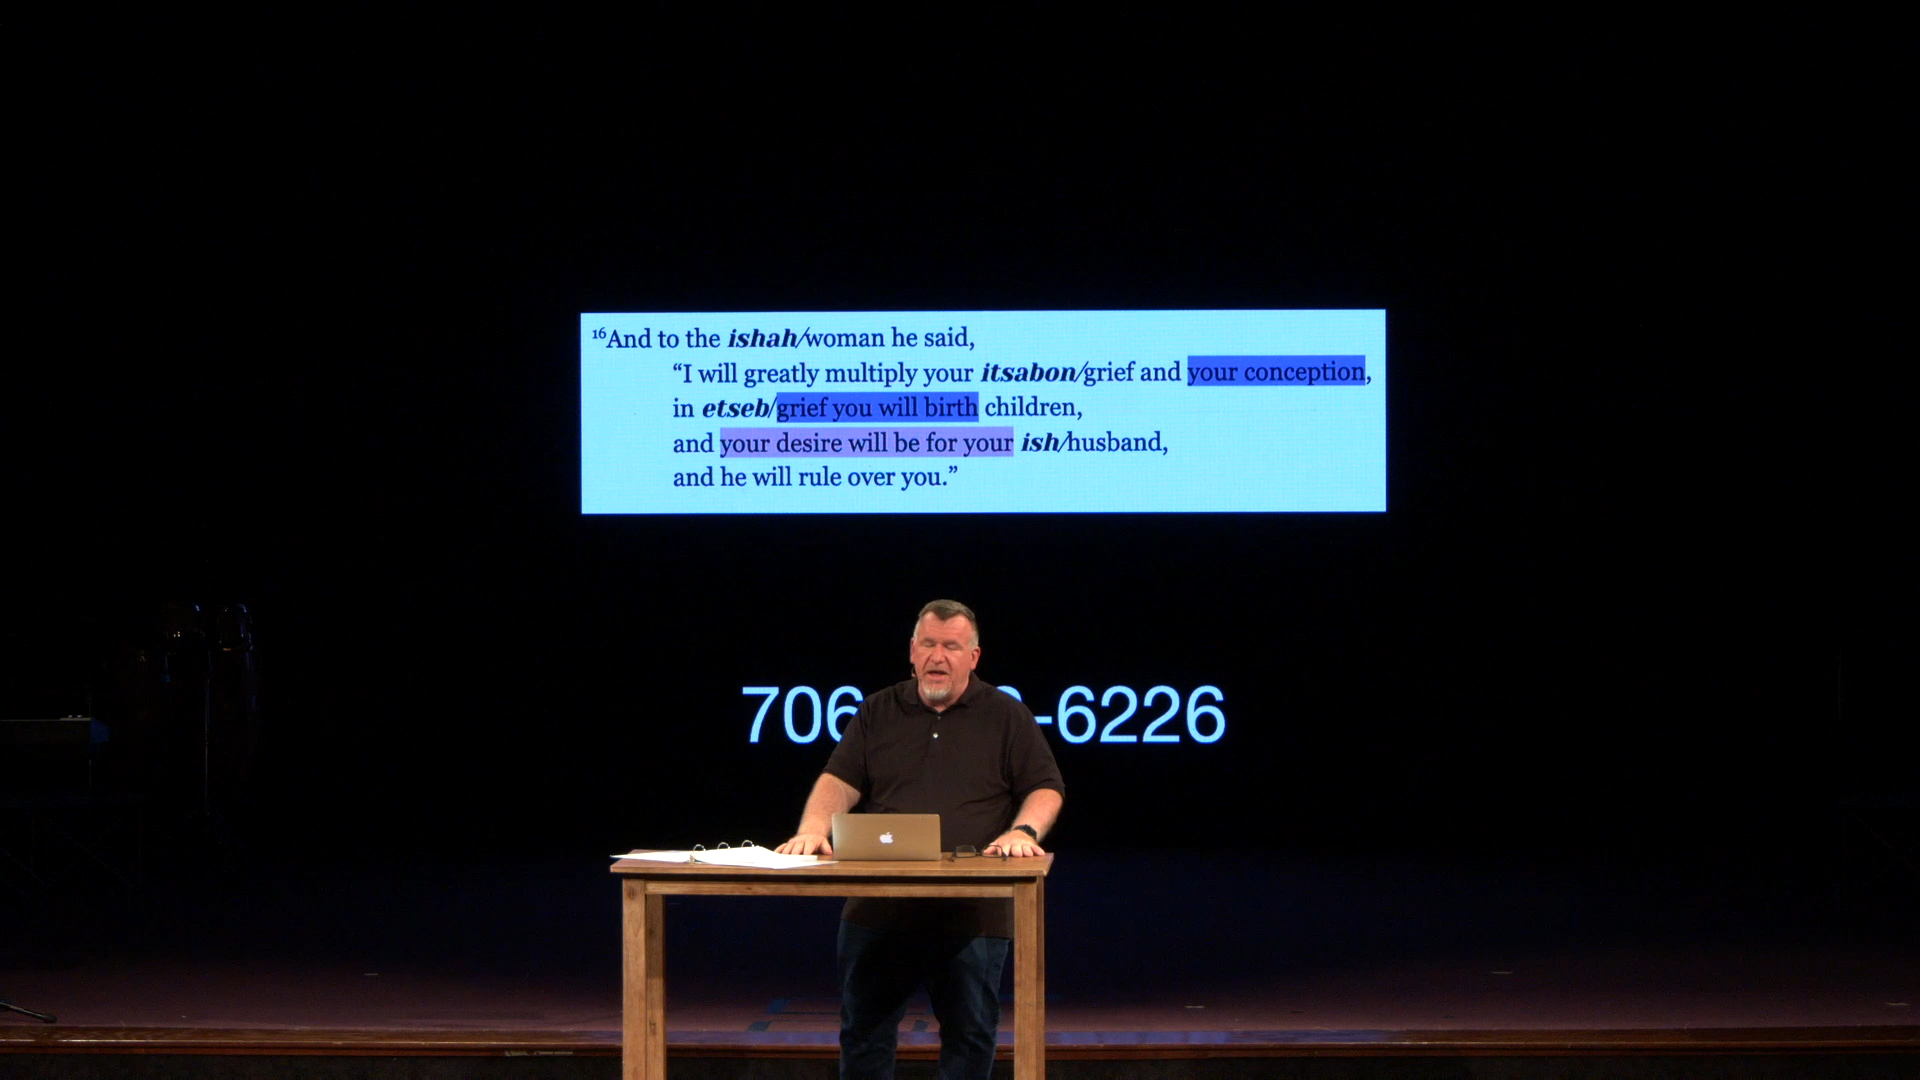 ¹⁶And to the ishah/woman he said,
“I will greatly multiply your itsabon/grief and your conception,
in etseb/grief you will birth children,
and your desire will be for your ish/husband,
and he will rule over you.”
706 -6226